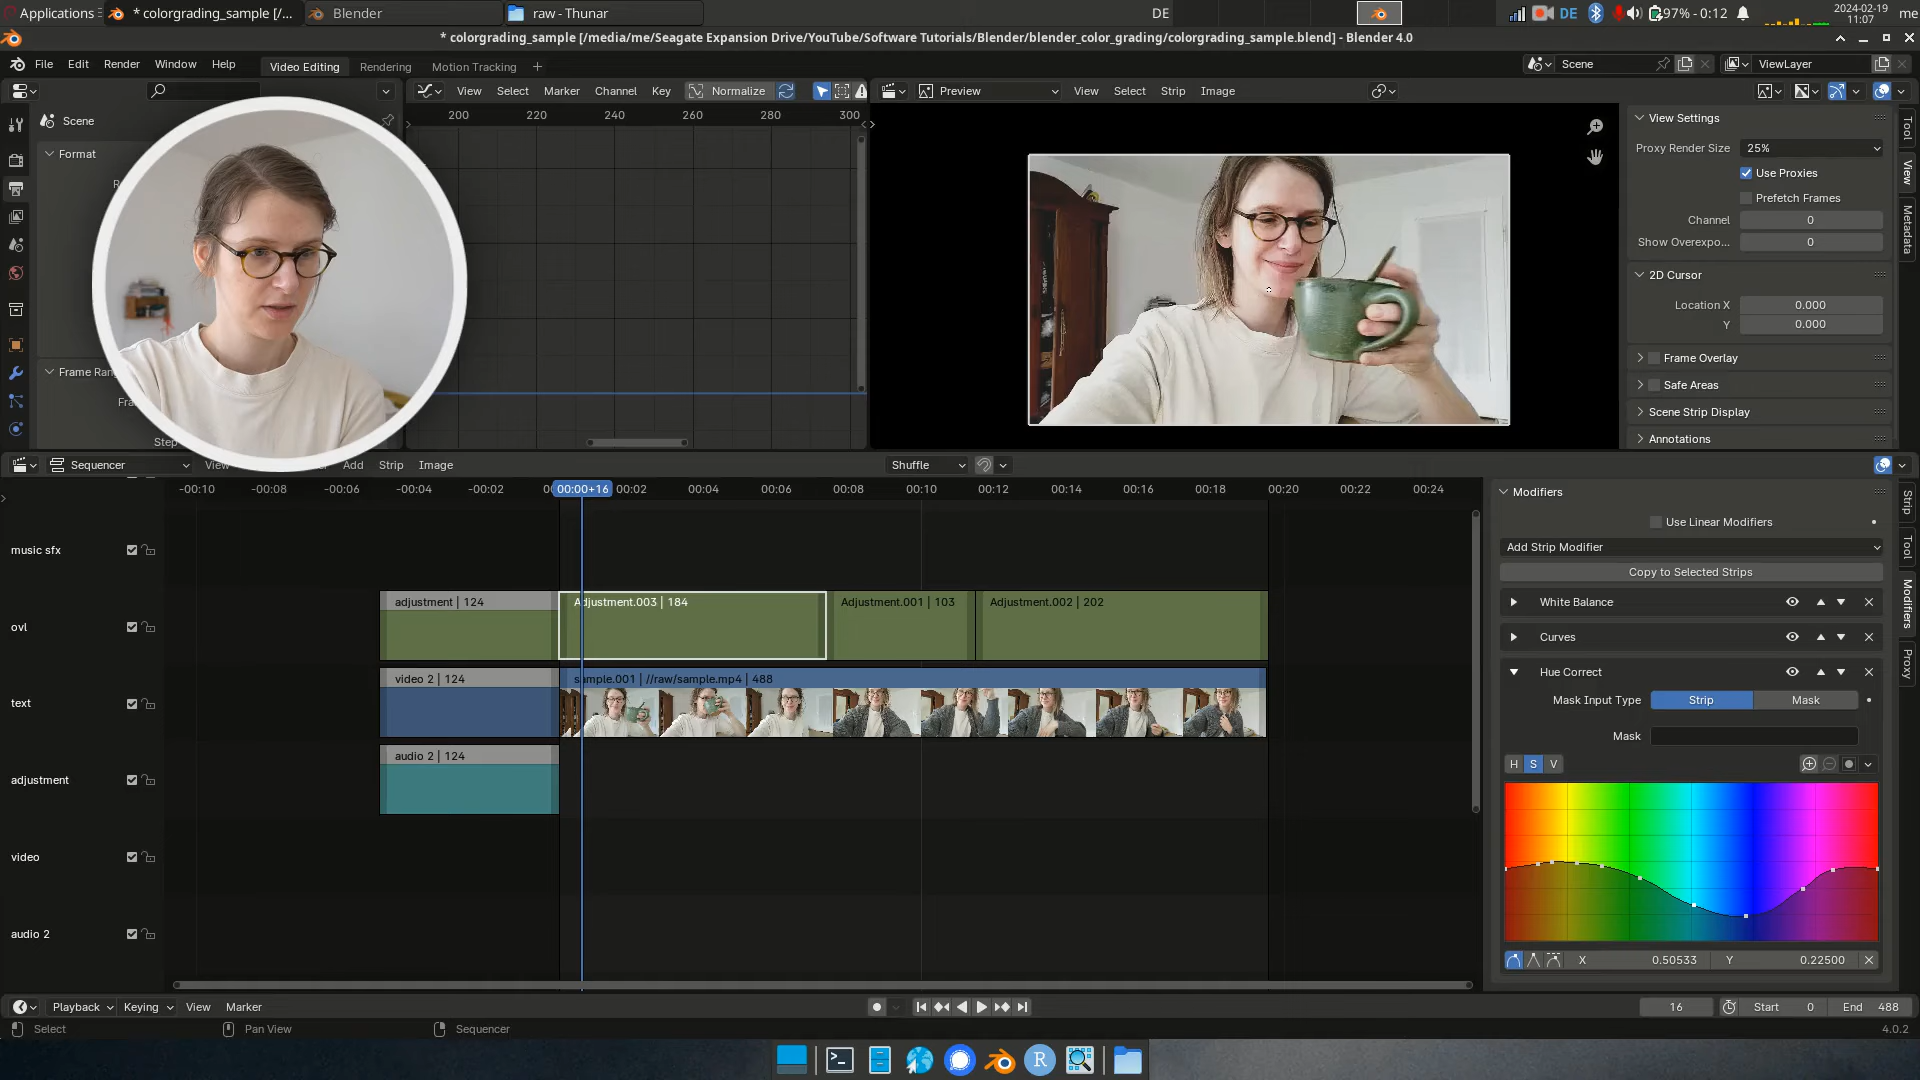 Applications
* colorgrading_sample [/...
Blender
raw - Thunar
DE
DE
97% - 0:12
2024-02-19
11:07
me
* colorgrading_sample [/media/me/Seagate Expansion Drive/YouTube/Software Tutorials/Blender/blender_color_grading/colorgrading_sample.blend] - Blender 4.0
File Edit Render Window Help
Video Editing Rendering Motion Tracking +
Scene
ViewLayer
View Select Marker Channel Key Normalize
Preview
View Select Strip Image
Scene
200 220 240 260 280 300
View Settings
Format
Proxy Render Size 25%
Use Proxies
Prefetch Frames
Channel 0
Show Overexpo... 0
2D Cursor
Location X 0.000
Y 0.000
Frame Overlay
Frame Ran
Safe Areas
Scene Strip Display
Annotations
Step
Tool
View
Metadata
Sequencer
Add Strip Image
Shuffle
-00:10 -00:08 -00:06 -00:04 -00:02 00:00+16 00:02 00:04 00:06 00:08 00:10 00:12 00:14 00:16 00:18 00:20 00:22 00:24
Modifiers
Use Linear Modifiers
music sfx
Add Strip Modifier
Copy to Selected Strips
adjustment | 124
Adjustment.003 | 184
Adjustment.001 | 103
Adjustment.002 | 202
White Balance
ovl
Curves
Hue Correct
video 2 | 124
sample.001 | //raw/sample.mp4 | 488
text
Mask Input Type Strip Mask
Mask
audio 2 | 124
H S V
adjustment
video
audio 2
X 0.50533 Y 0.22500
Strip
Tool
Modifiers
Proxy
Playback Keying View Marker
16
Start 0
End 488
Select
Pan View
Sequencer
4.0.2
R